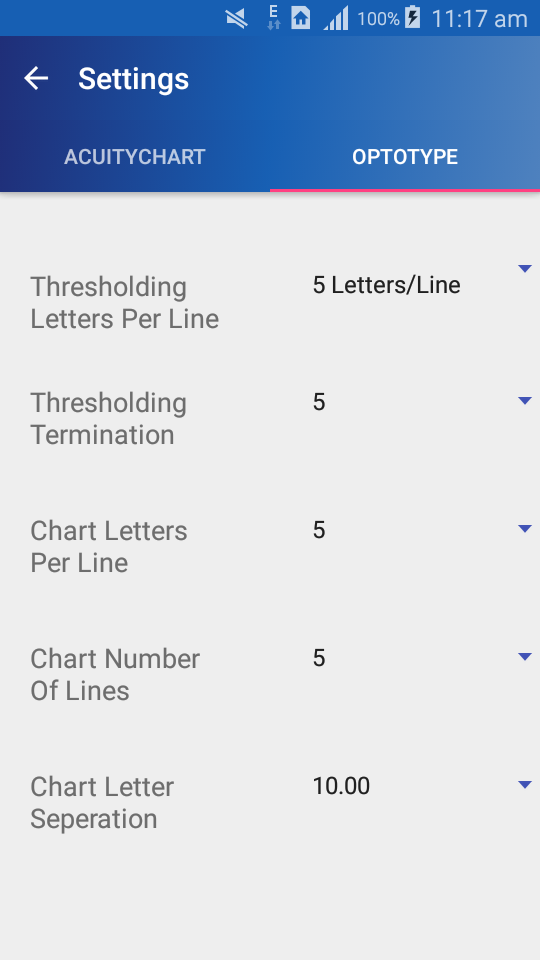 E 100% 11:17 am
Settings
ACUITYCHART OPTOTYPE
Thresholding
Letters Per Line
5 Letters/Line
Thresholding
Termination
5
Chart Letters
Per Line
5
Chart Number
Of Lines
5
Chart Letter
Seperation
10.00